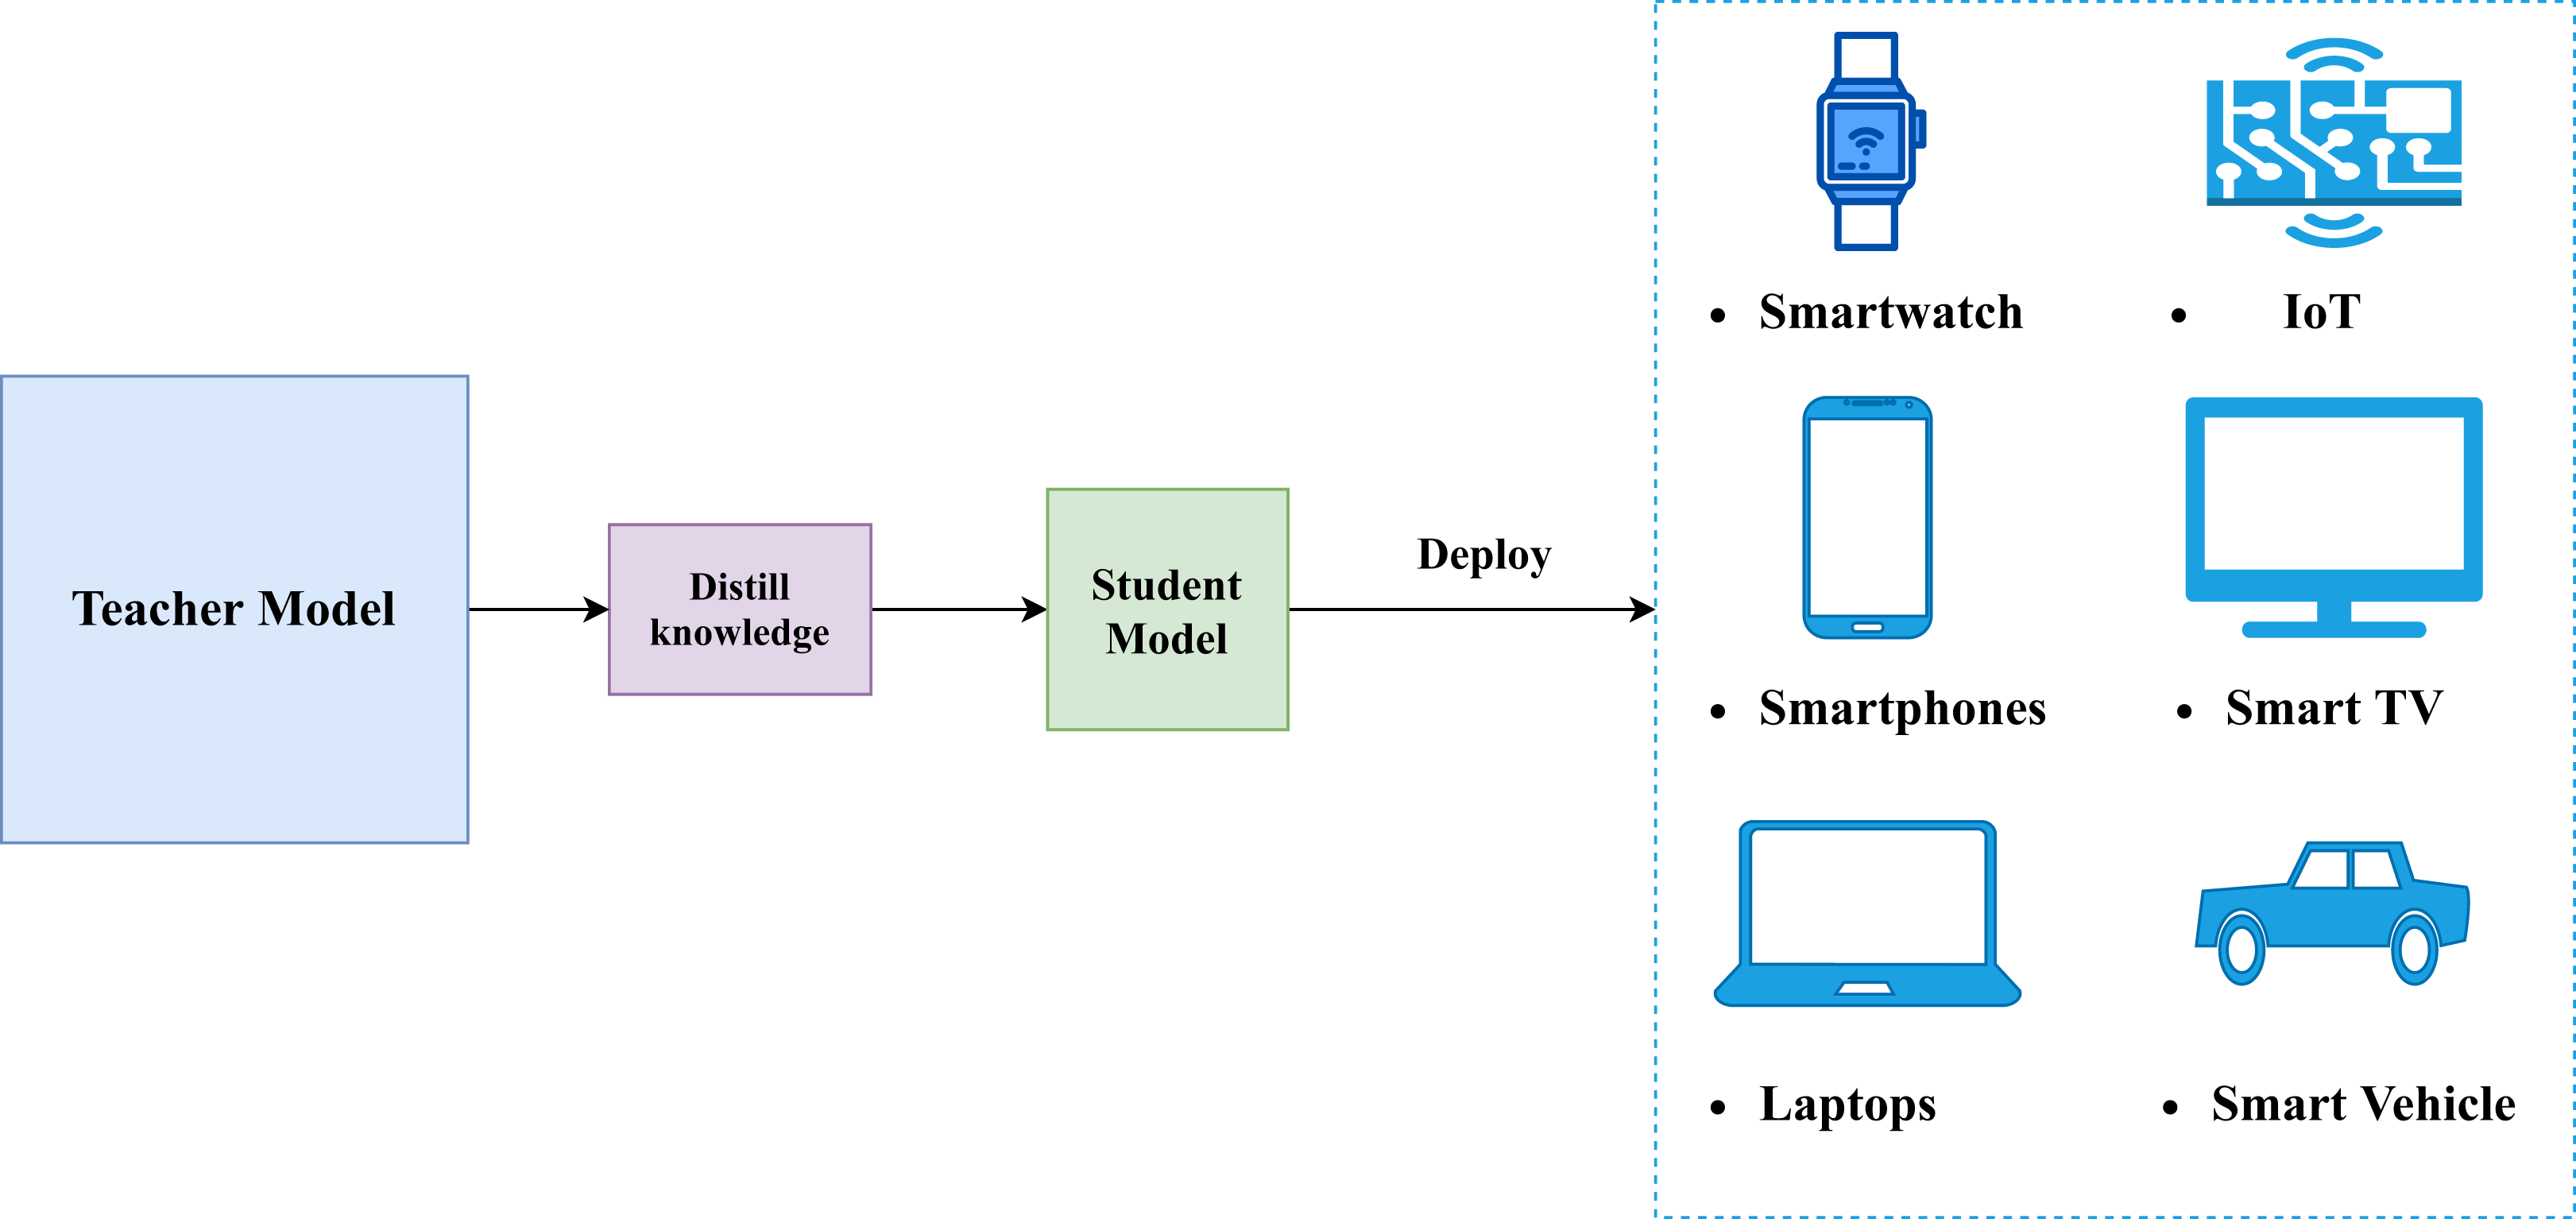 Teacher Model
Distill
knowledge
Student
Model
Deploy
• Smartwatch
• IoT
• Smartphones
• Smart TV
• Laptops
• Smart Vehicle